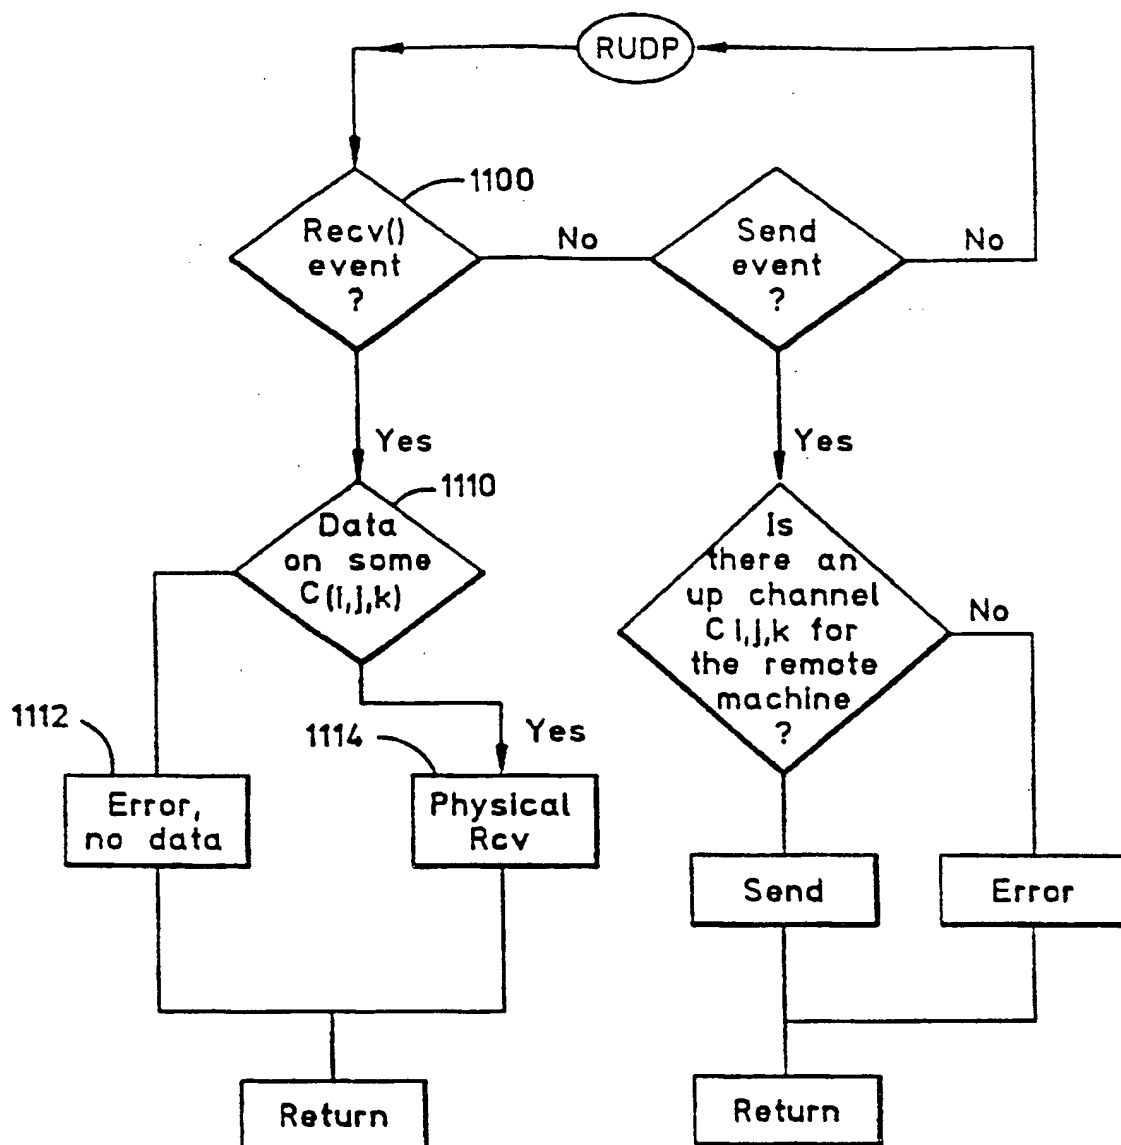 RUDP
1100
Recv()
event
?
No
Send
event
?
No
Yes
Yes
1110
Data
on some
C(i,j,k)
Is
there an
up channel
Ci,j,k for
the remote
machine
?
No
1112
1114
Yes
Error,
no data
Physical
Rcv
Send
Error
Return
Return